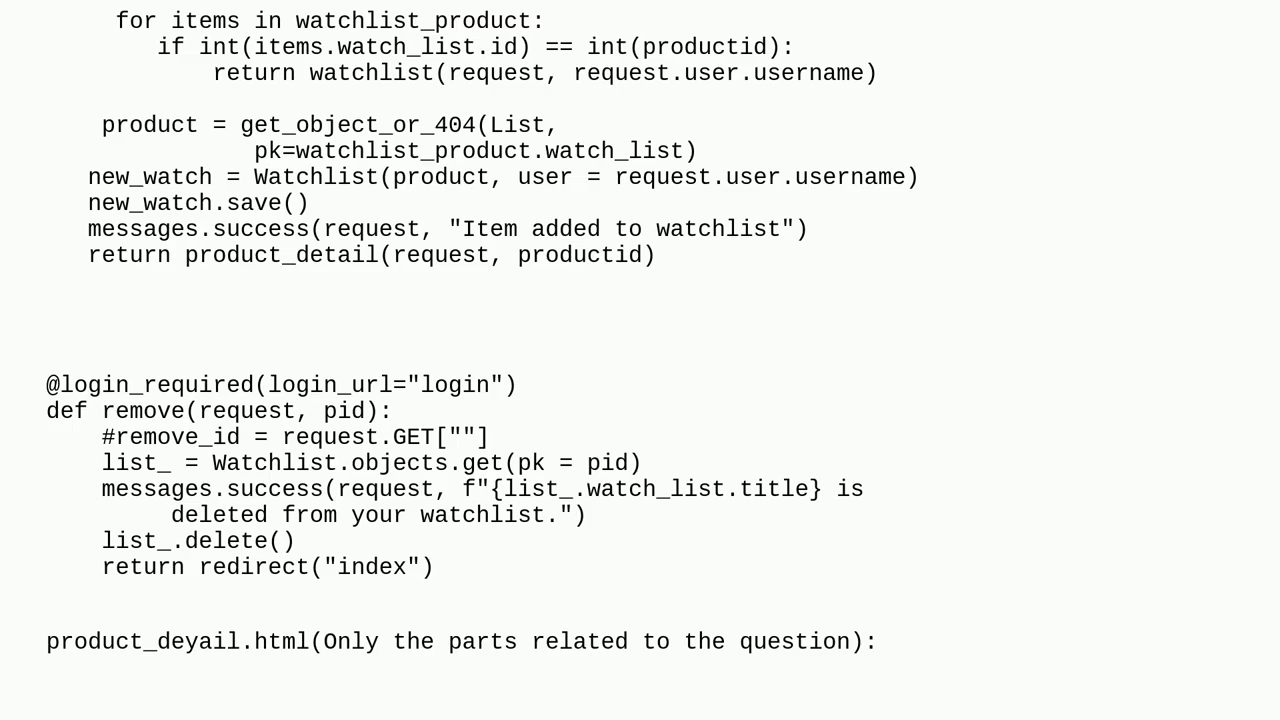 for items in watchlist_product:
if int(items.watch_list.id) == int(productid):
return watchlist(request, request.user.username)
product = get_object_or_404(List,
pk=watchlist_product.watch_list)
new_watch = Watchlist(product, user = request.user.username)
new_watch.save()
messages.success(request, "Item added to watchlist")
return product_detail(request, productid)
@login_required(login_url="login")
def remove(request, pid):
#remove_id = request.GET[""]
list_ = Watchlist.objects.get(pk = pid)
messages.success(request, f"{list_.watch_list.title} is
deleted from your watchlist.")
list_.delete()
return redirect("index")
product_deyail.html(Only the parts related to the question):